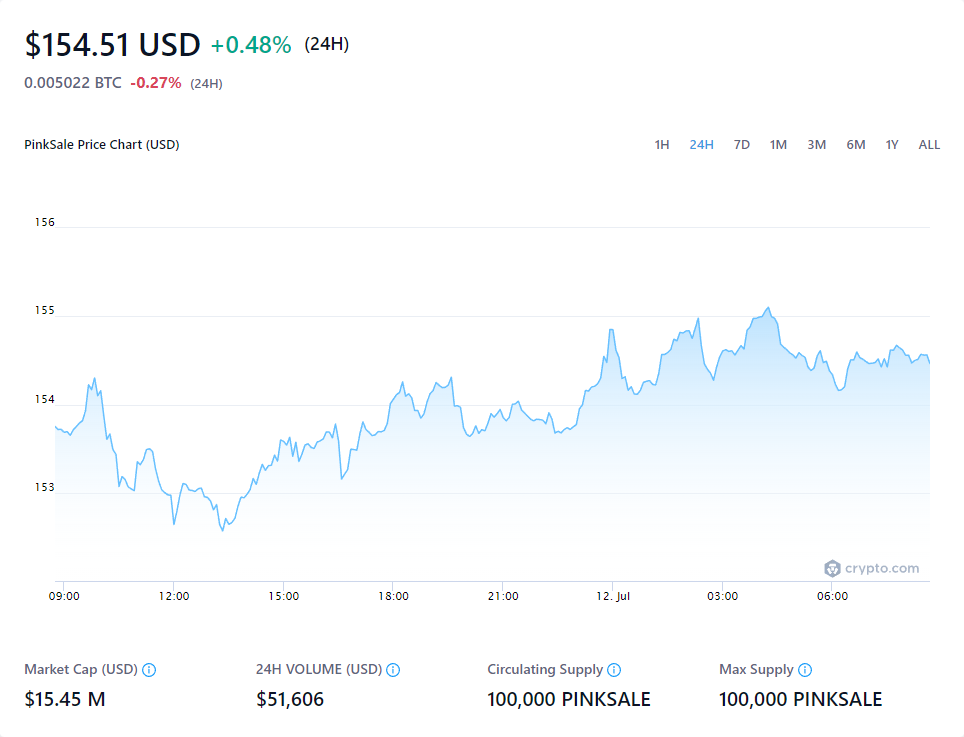 $154.51 USD +0.48% (24H)
0.005022 BTC -0.27% (24H)
PinkSale Price Chart (USD) 1H 24H 7D 1M 3M 6M 1Y ALL
156
155
154
153
crypto.com
09:00 12:00 15:00 18:00 21:00 12. Jul 03:00 06:00
Market Cap (USD) 24H VOLUME (USD) Circulating Supply Max Supply
$15.45 M $51,606 100,000 PINKSALE 100,000 PINKSALE